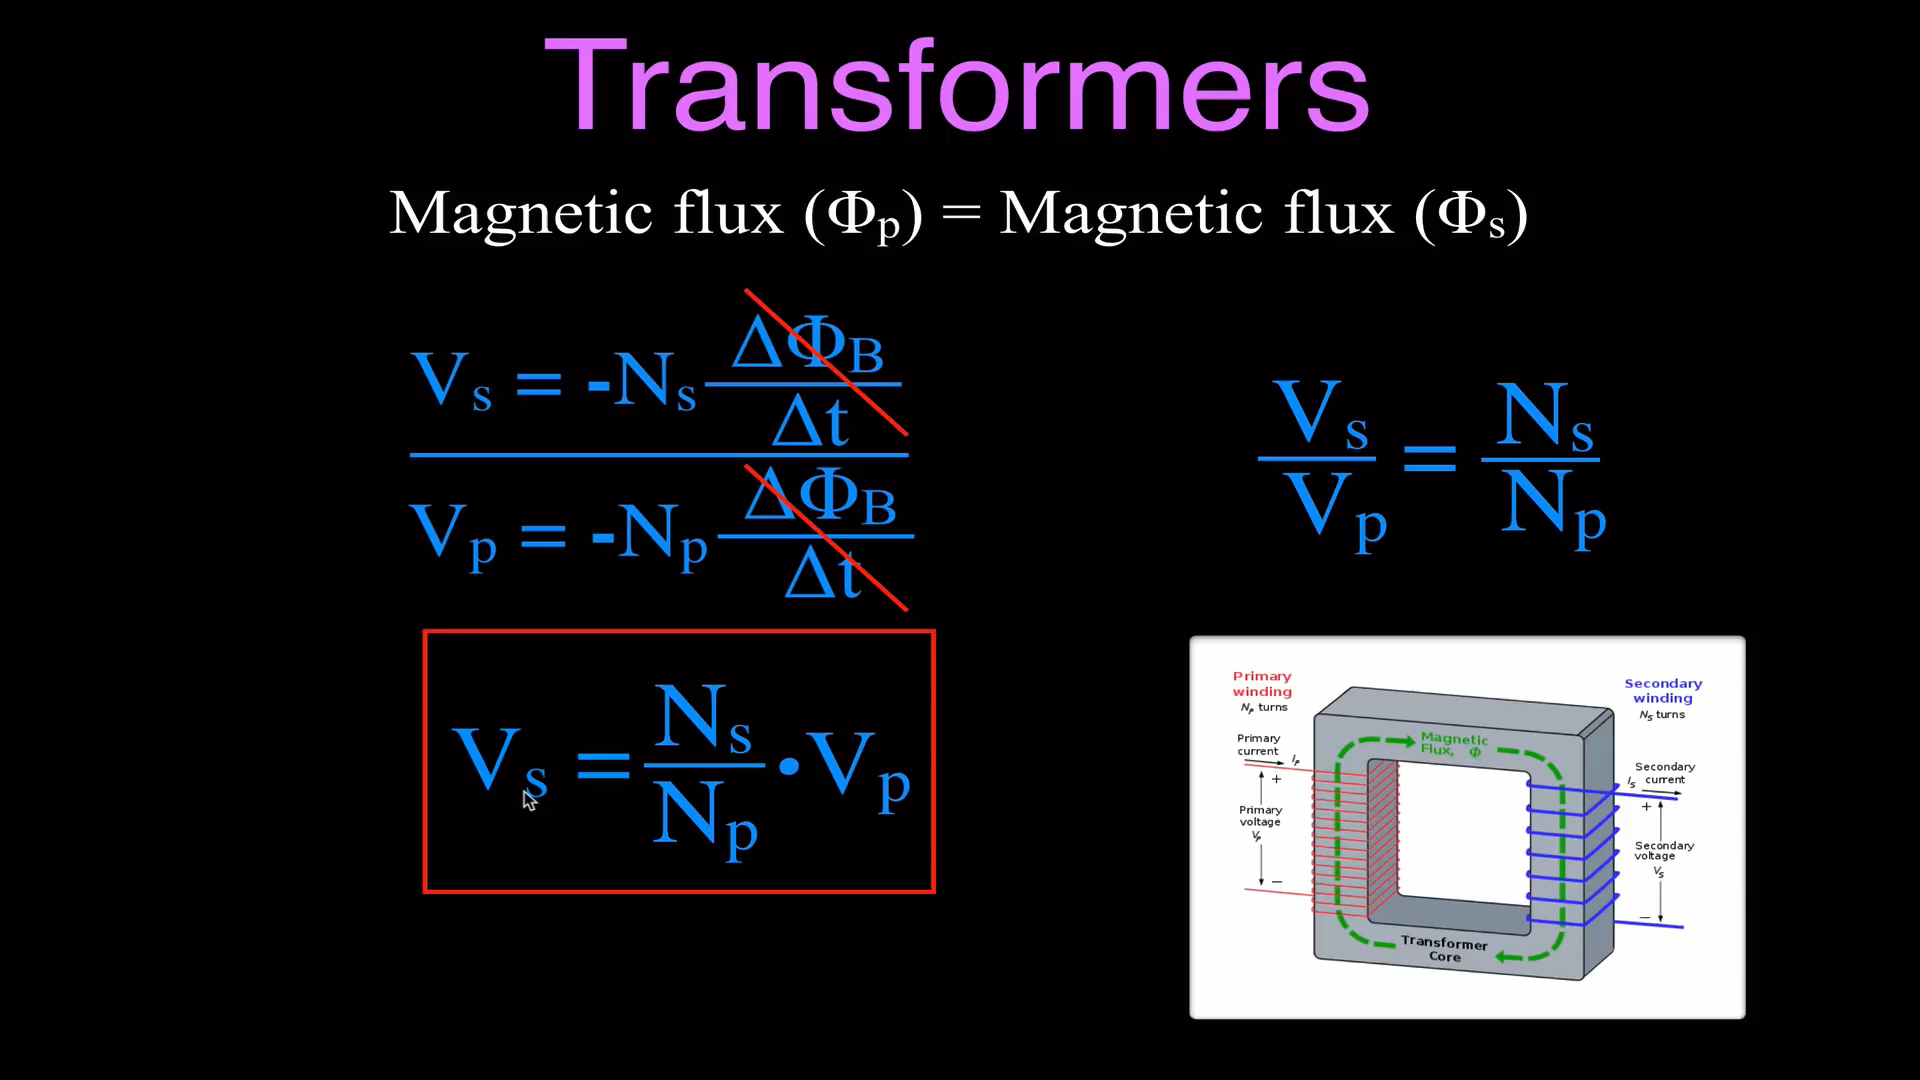 Transformers
Magnetic flux (Φp) = Magnetic flux (Φs)
Vs = -Ns ΔΦB
Δt
Vp = -Np ΔΦB
Δt
Vs = Ns
Vp Np
Vs = Ns • Vp
Np
Primary
winding
NP turns
Primary
current
IP
+
Primary
voltage
VP
−
Magnetic
Flux, Φ
Transformer
Core
Secondary
winding
NS turns
Secondary
current
IS
+
Secondary
voltage
VS
−